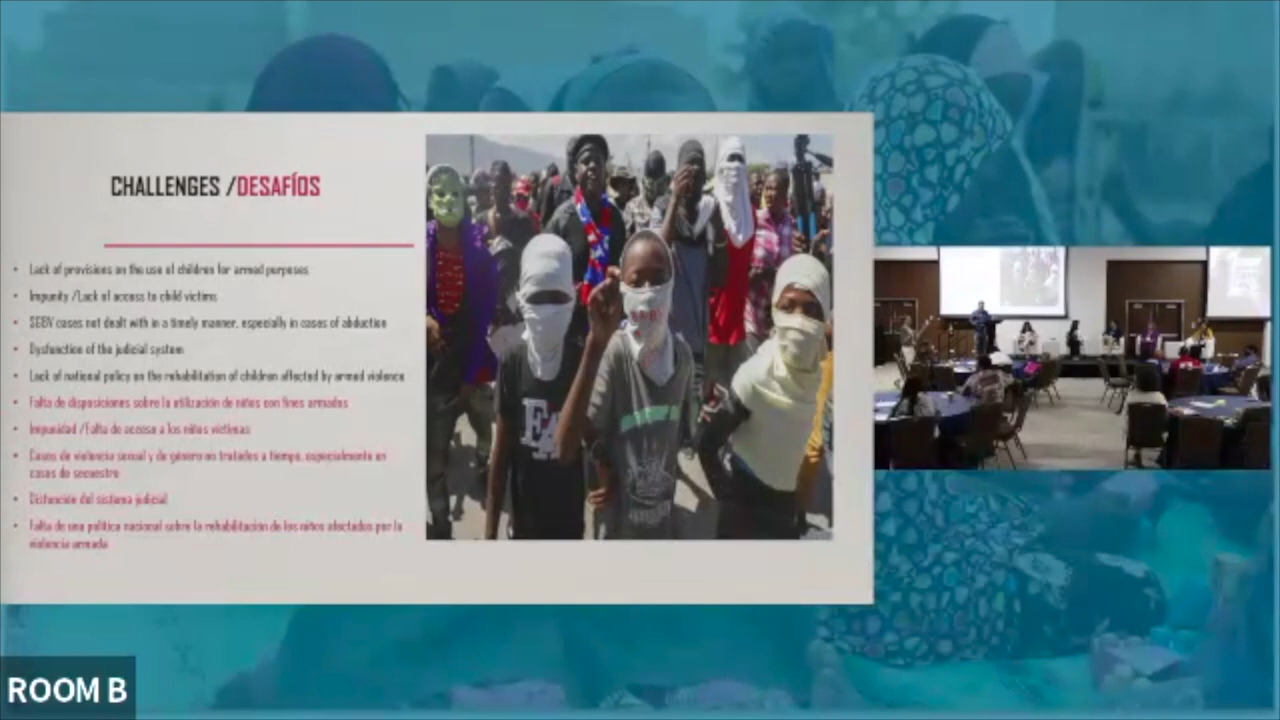 CHALLENGES /DESAFÍOS
• Lack of provisions on the use of children for armed purposes
• Impunity /Lack of access to child victims
• SGBV cases not dealt with in a timely manner, especially in cases of abduction
• Dysfunction of the judicial system
• Lack of national policy on the rehabilitation of children affected by armed violence
• Falta de disposiciones sobre la utilización de niños con fines armados
• Impunidad /Falta de acceso a los niños víctimas
• Casos de violencia sexual y de género no tratados a tiempo, especialmente en
casos de secuestro
• Disfunción del sistema judicial
• Falta de una política nacional sobre la rehabilitación de los niños afectados por la
violencia armada
ROOM B